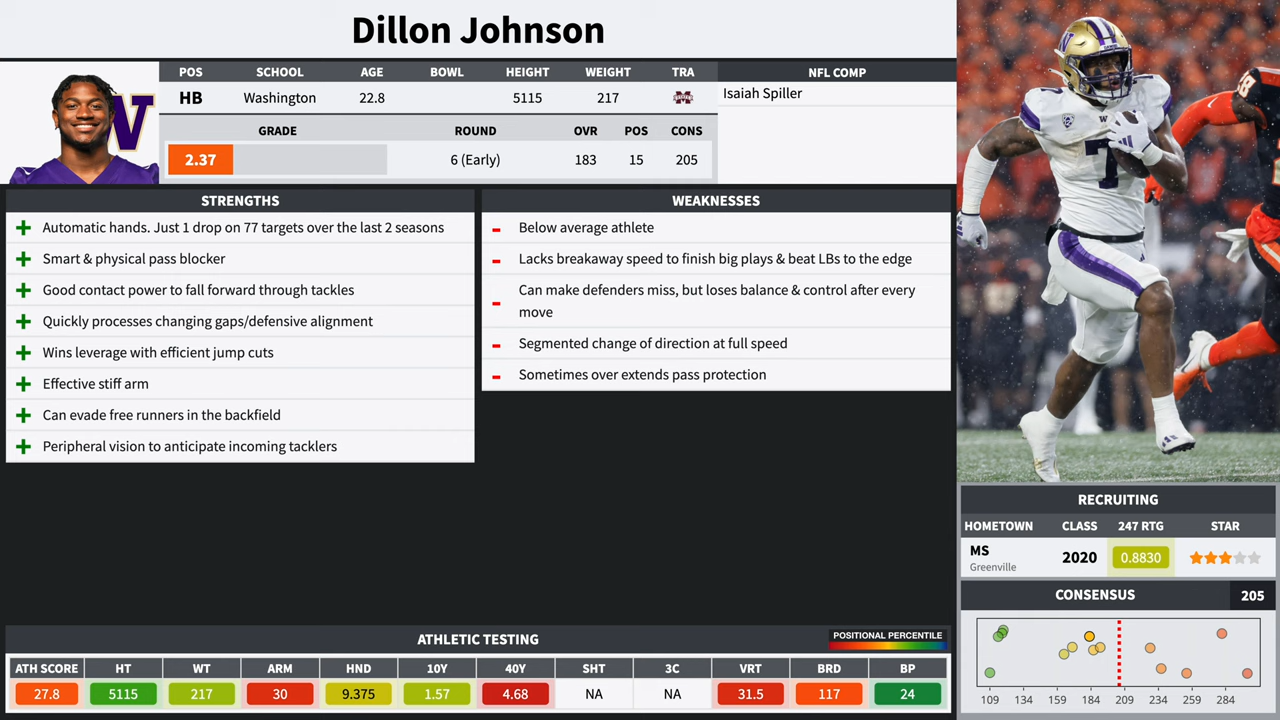 Dillon Johnson
POS SCHOOL AGE BOWL HEIGHT WEIGHT TRA NFL COMP
HB Washington 22.8 5115 217 M Isaiah Spiller
GRADE ROUND OVR POS CONS
2.37 6 (Early) 183 15 205
W
STRENGTHS
+ Automatic hands. Just 1 drop on 77 targets over the last 2 seasons
+ Smart & physical pass blocker
+ Good contact power to fall forward through tackles
+ Quickly processes changing gaps/defensive alignment
+ Wins leverage with efficient jump cuts
+ Effective stiff arm
+ Can evade free runners in the backfield
+ Peripheral vision to anticipate incoming tacklers
WEAKNESSES
- Below average athlete
- Lacks breakaway speed to finish big plays & beat LBs to the edge
- Can make defenders miss, but loses balance & control after every
move
- Segmented change of direction at full speed
- Sometimes over extends pass protection
W
7
RECRUITING
HOMETOWN CLASS 247 RTG STAR
MS 2020 0.8830
Greenville
CONSENSUS 205
109 134 159 184 209 234 259 284
ATHLETIC TESTING
POSITIONAL PERCENTILE
ATH SCORE HT WT ARM HND 10Y 40Y SHT 3C VRT BRD BP
27.8 5115 217 30 9.375 1.57 4.68 NA NA 31.5 117 24